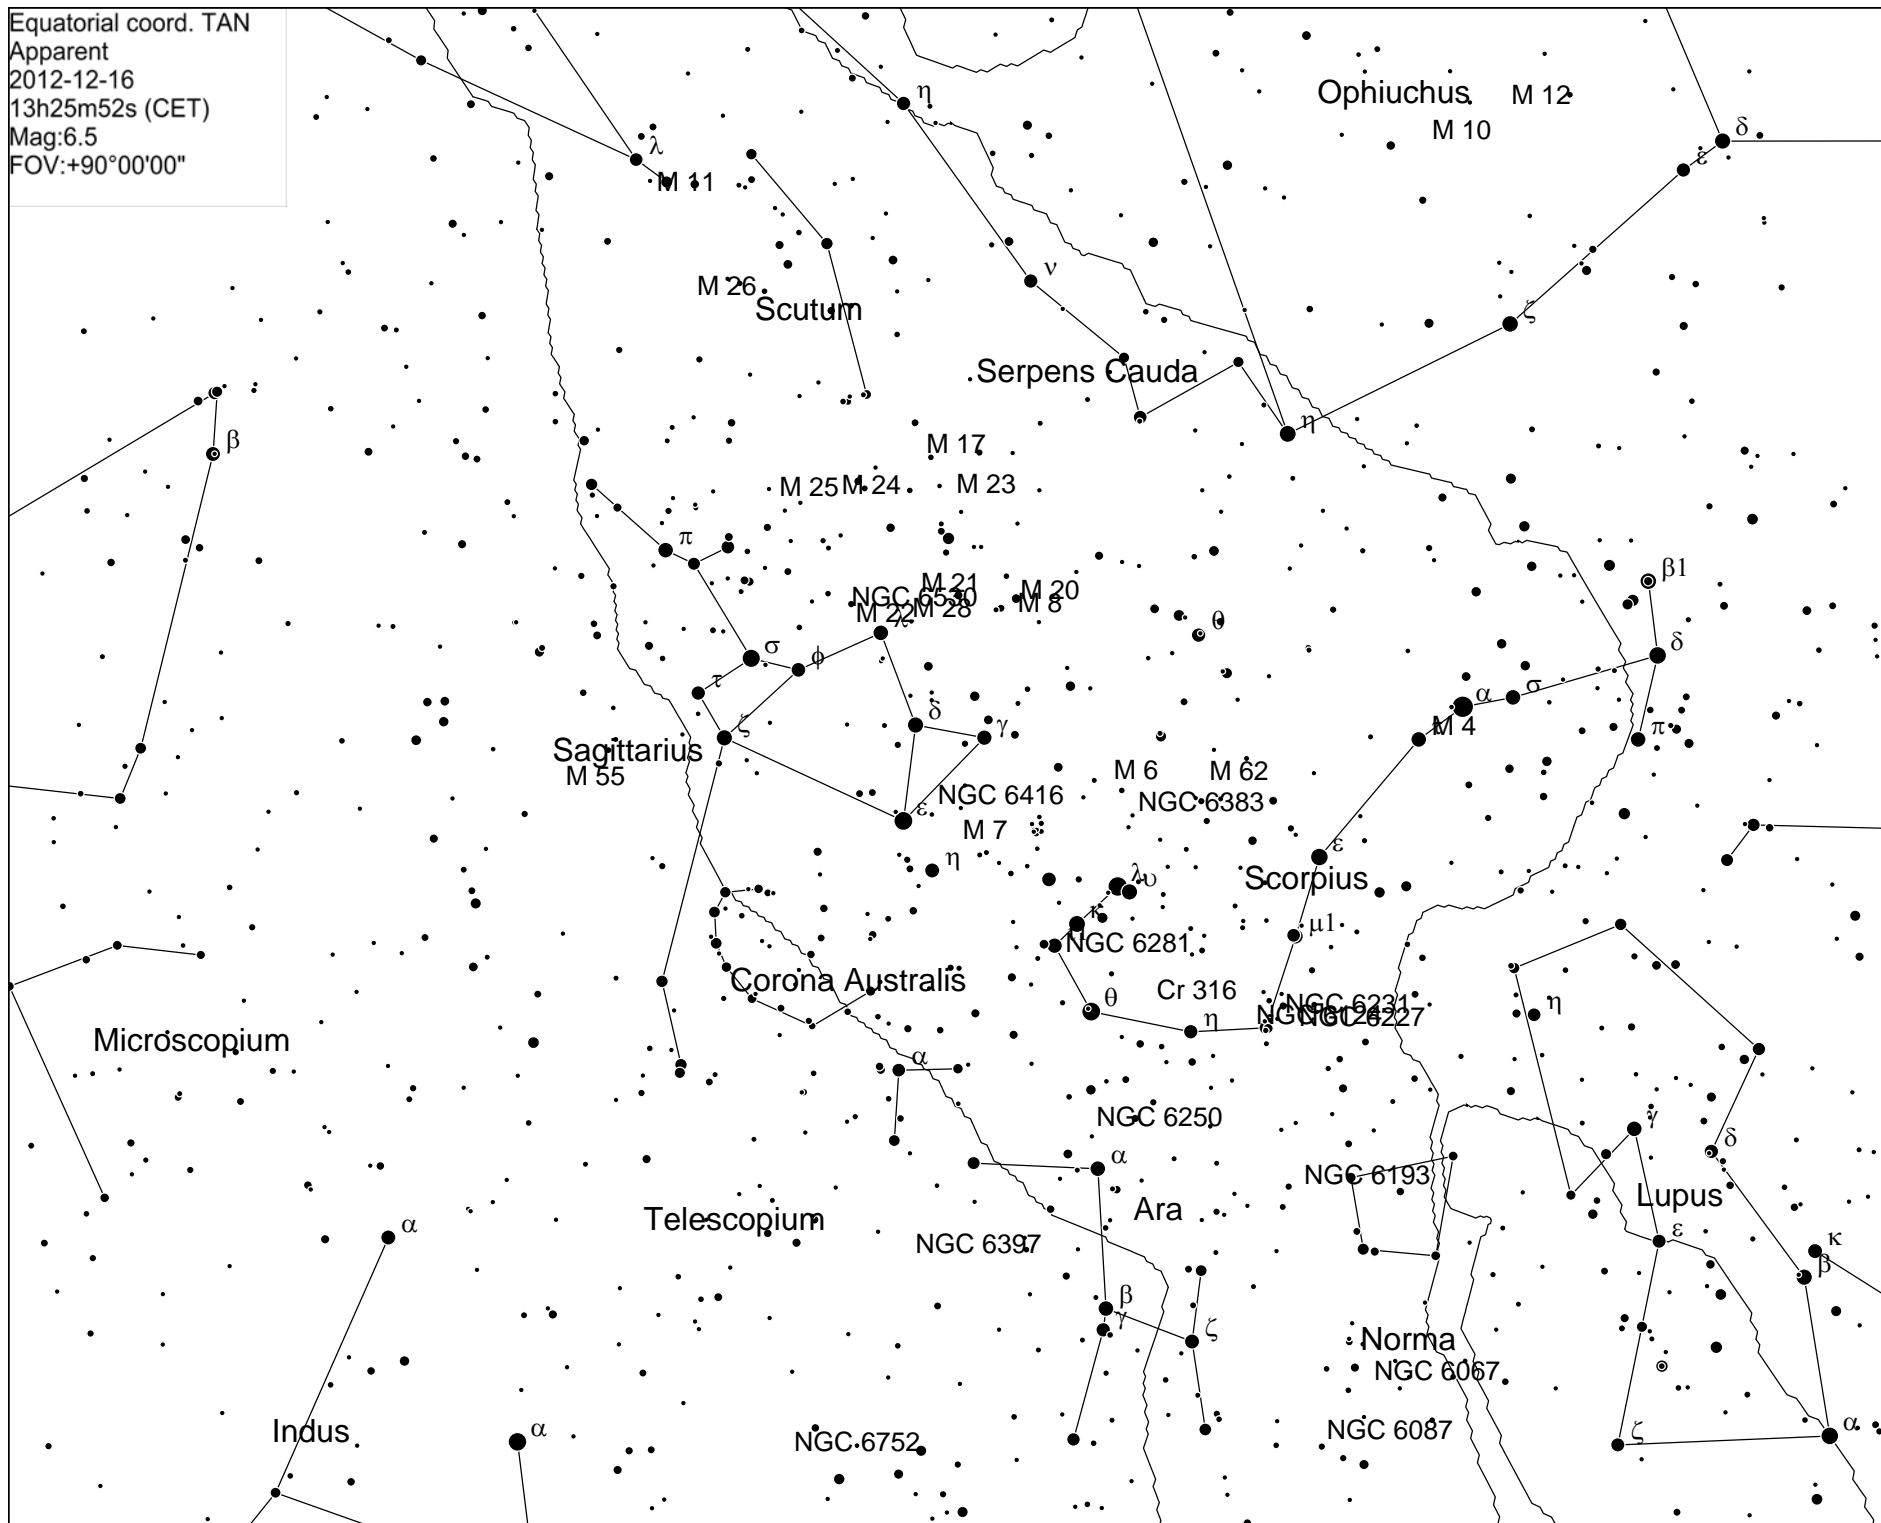 Equatorial coord. TAN
Apparent
2012-12-16
13h25m52s (CET)
Mag:6.5
FOV:+90°00'00"
η
Ophiuchus
M 12
M 10
δ
ε
λ
M 11
ν
M 26
Scutum
ζ
Serpens Cauda
η
β
M 17
M 25
M 24
M 23
π
β1
M 21
NGC 6530
M 20
M 22
M 28
M 8
λ
θ
σ
φ
δ
τ
α
σ
δ
γ
ζ
M 4
π
Sagittarius
M 55
M 6
M 62
NGC 6416
NGC 6383
ε
M 7
ε
η
λ
υ
Scorpius
κ
μ1
NGC 6281
Corona Australis
Cr 316
θ
η
NGC 6231
NGC 6227
η
Microscopium
α
NGC 6250
γ
δ
α
NGC 6193
Ara
Lupus
Telescopium
α
ε
κ
NGC 6397
β
β
γ
ζ
Norma
NGC 6067
Indus
α
NGC 6752
NGC 6087
ζ
α